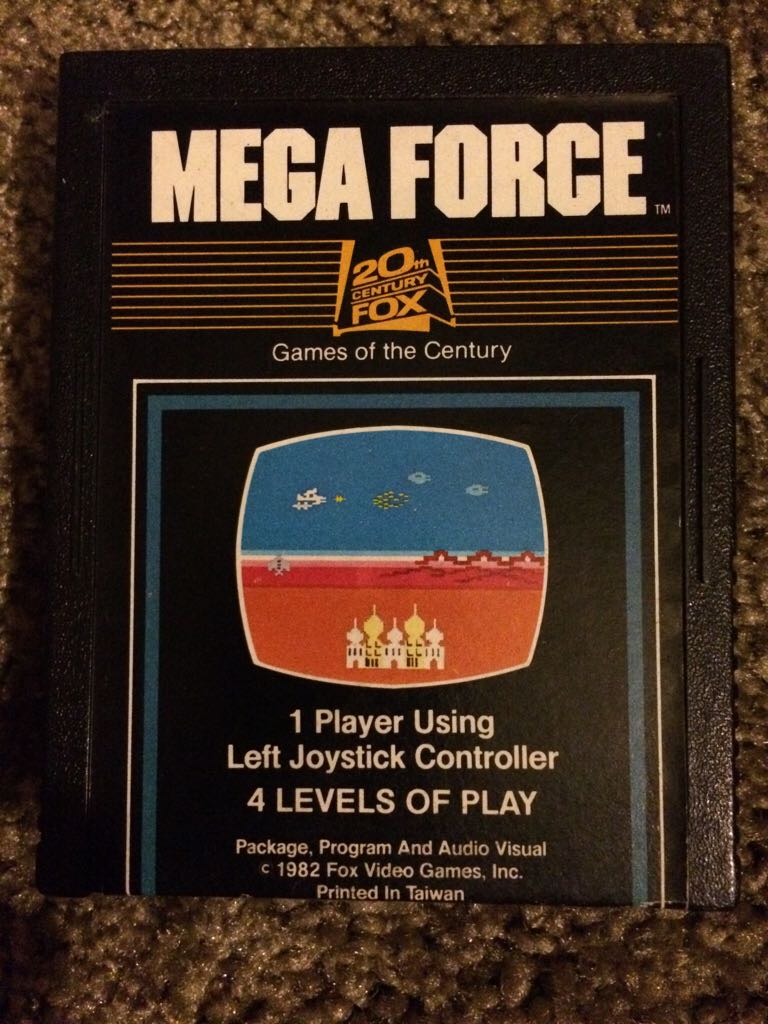 MEGA FORCE ™
20th
CENTURY
FOX
Games of the Century
1 Player Using
Left Joystick Controller
4 LEVELS OF PLAY
Package, Program And Audio Visual
© 1982 Fox Video Games, Inc.
Printed In Taiwan